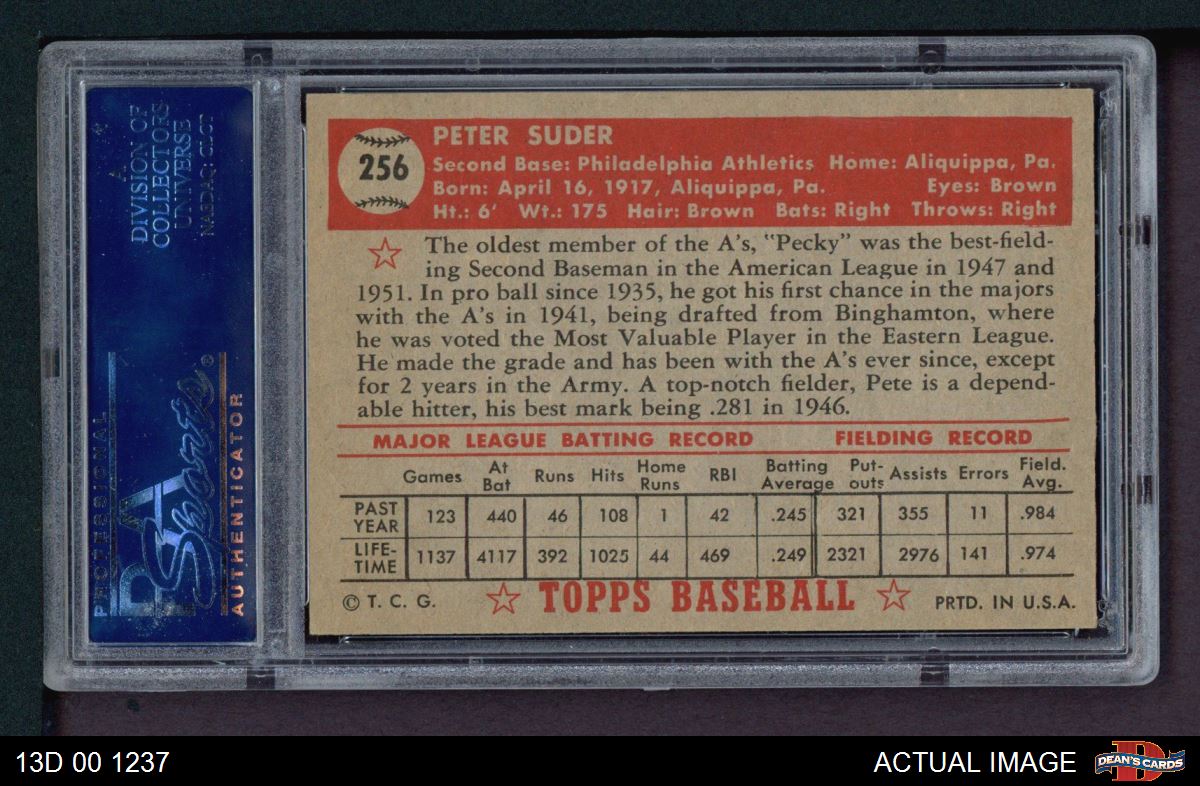 A
DIVISION OF
COLLECTORS
UNIVERSE
NASDAQ: CLCT
PROFESSIONAL
PSA
Sports®
AUTHENTICATOR
256
PETER SUDER
Second Base: Philadelphia Athletics Home: Aliquippa, Pa.
Born: April 16, 1917, Aliquippa, Pa. Eyes: Brown
Ht.: 6' Wt.: 175 Hair: Brown Bats: Right Throws: Right
The oldest member of the A's, "Pecky" was the best-field-
ing Second Baseman in the American League in 1947 and
1951. In pro ball since 1935, he got his first chance in the majors
with the A's in 1941, being drafted from Binghamton, where
he was voted the Most Valuable Player in the Eastern League.
He made the grade and has been with the A's ever since, except
for 2 years in the Army. A top-notch fielder, Pete is a depend-
able hitter, his best mark being .281 in 1946.
MAJOR LEAGUE BATTING RECORD FIELDING RECORD
Games At Bat Runs Hits Home Runs RBI Batting Average Put-outs Assists Errors Field. Avg.
PAST YEAR 123 440 46 108 1 42 .245 321 355 11 .984
LIFE-TIME 1137 4117 392 1025 44 469 .249 2321 2976 141 .974
© T. C. G. TOPPS BASEBALL PRTD. IN U.S.A.
13D 00 1237 ACTUAL IMAGE D DEAN'S CARDS